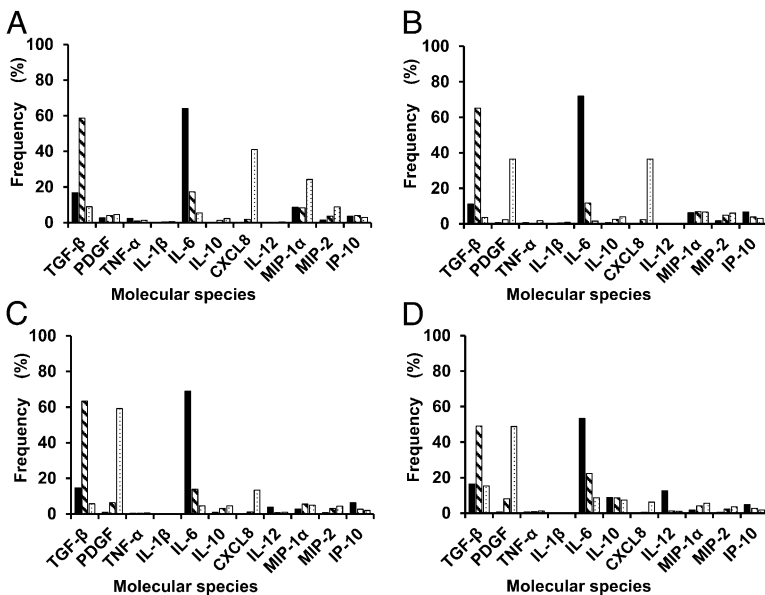 A
Frequency (%)
100
80
60
40
20
0
TGF-β PDGF TNF-α IL-1β IL-6 IL-10 CXCL8 IL-12 MIP-1α MIP-2 IP-10
Molecular species
B
Frequency (%)
100
80
60
40
20
0
TGF-β PDGF TNF-α IL-1β IL-6 IL-10 CXCL8 IL-12 MIP-1α MIP-2 IP-10
Molecular species
C
Frequency (%)
100
80
60
40
20
0
TGF-β PDGF TNF-α IL-1β IL-6 IL-10 CXCL8 IL-12 MIP-1α MIP-2 IP-10
Molecular species
D
Frequency (%)
100
80
60
40
20
0
TGF-β PDGF TNF-α IL-1β IL-6 IL-10 CXCL8 IL-12 MIP-1α MIP-2 IP-10
Molecular species